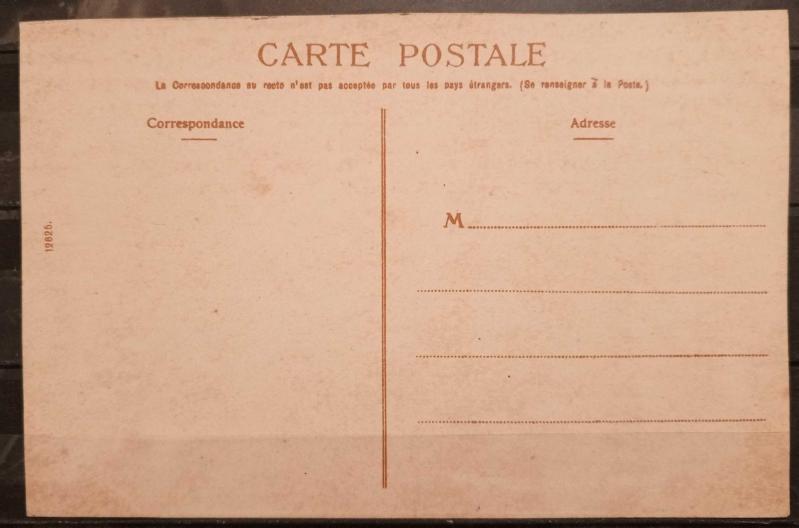 CARTE POSTALE
La Correspondance au recto n'est pas acceptée par tous les pays étrangers. (Se renseigner à la Poste.)
Correspondance
Adresse
M
12625.